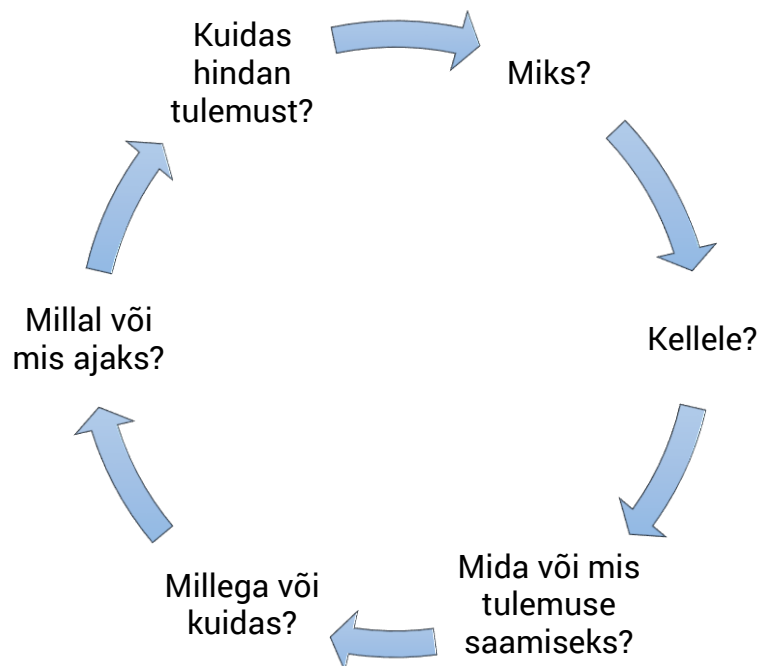 Kuidas
hindan
tulemust?
Miks?
Kellele?
Mida või mis
tulemuse
saamiseks?
Millega või
kuidas?
Millal või
mis ajaks?